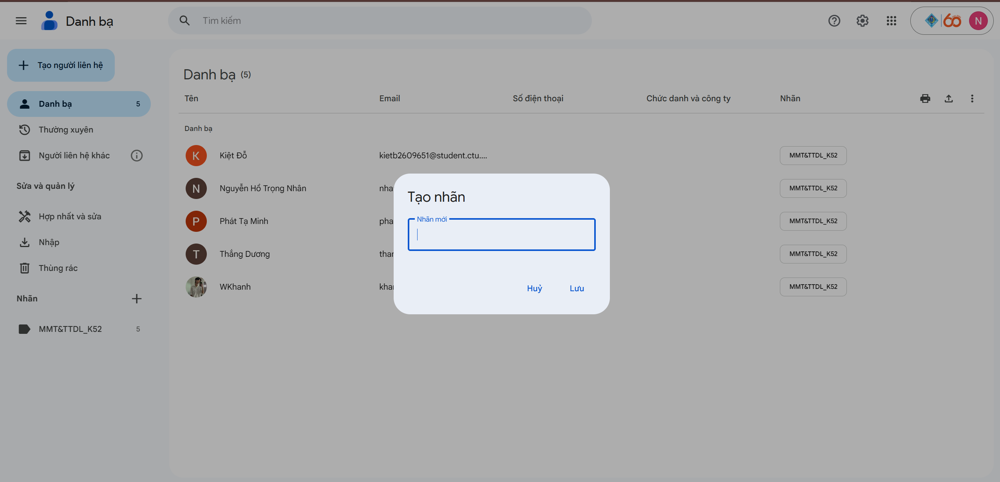 Danh bạ
Tìm kiếm
60
N
Tạo người liên hệ
Danh bạ 5
Thường xuyên
Người liên hệ khác
Sửa và quản lý
Hợp nhất và sửa
Nhập
Thùng rác
Nhãn
MMT&TTDL_K52 5
Danh bạ (5)
Tên Email Số điện thoại Chức danh và công ty Nhãn
Danh bạ
K Kiệt Đỗ kietb2609651@student.ctu.... MMT&TTDL_K52
N Nguyễn Hồ Trọng Nhân nha MMT&TTDL_K52
P Phát Tạ Minh pha MMT&TTDL_K52
T Thắng Dương MMT&TTDL_K52
WKhanh MMT&TTDL_K52
Tạo nhãn
Nhãn mới
Huỷ Lưu